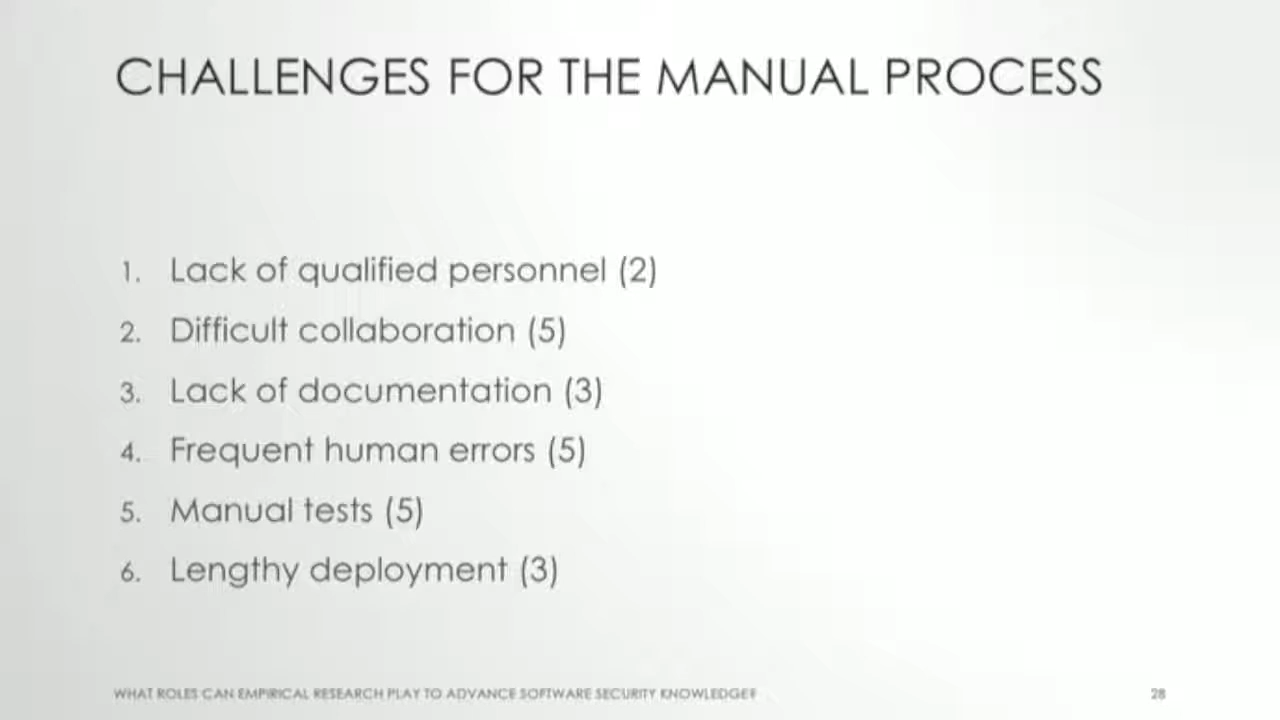 CHALLENGES FOR THE MANUAL PROCESS
1. Lack of qualified personnel (2)
2. Difficult collaboration (5)
3. Lack of documentation (3)
4. Frequent human errors (5)
5. Manual tests (5)
6. Lengthy deployment (3)
WHAT ROLES CAN EMPIRICAL RESEARCH PLAY TO ADVANCE SOFTWARE SECURITY KNOWLEDGE?
28